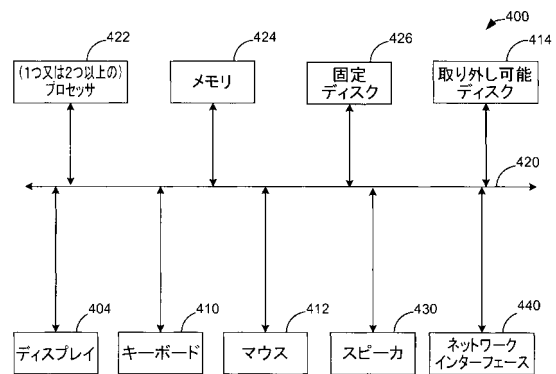 400
422
424
426
414
(1つ又は2つ以上の)
プロセッサ
メモリ
固定
ディスク
取り外し可能
ディスク
420
404
410
412
430
440
ディスプレイ
キーボード
マウス
スピーカ
ネットワーク
インターフェース